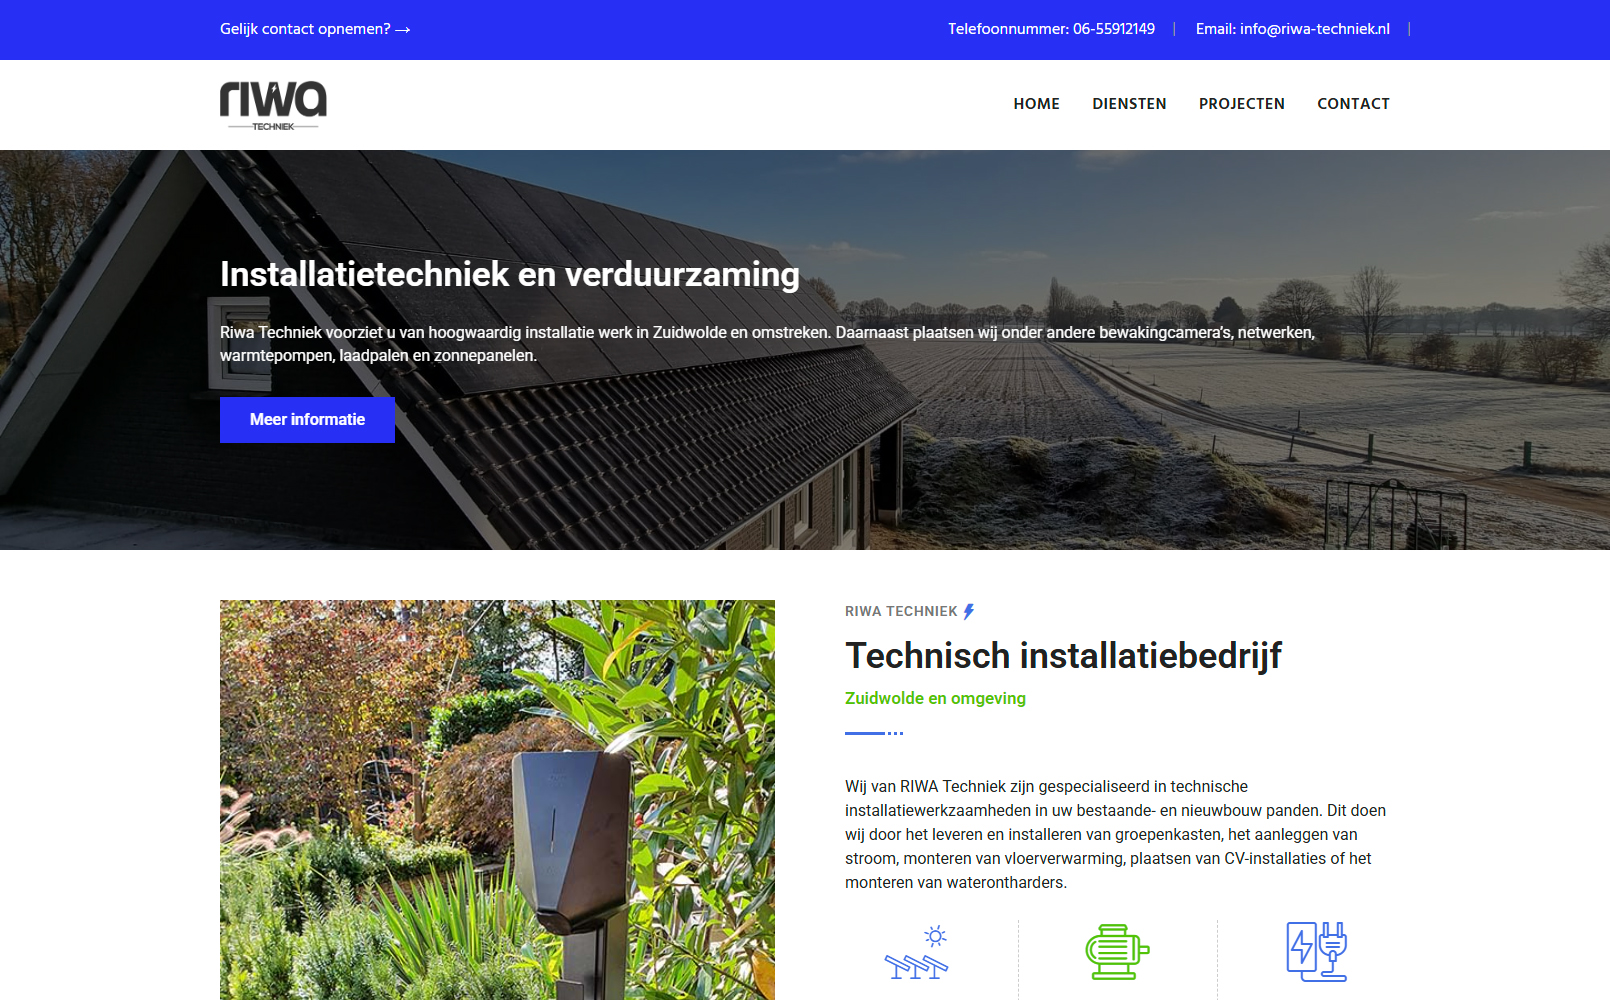 Gelijk contact opnemen? →
Telefoonnummer: 06-55912149 | Email: info@riwa-techniek.nl |
riwa
TECHNIEK
HOME DIENSTEN PROJECTEN CONTACT
Installatietechniek en verduurzaming
Riwa Techniek voorziet u van hoogwaardig installatie werk in Zuidwolde en omstreken. Daarnaast plaatsen wij onder andere bewakingcamera’s, netwerken,
warmtepompen, laadpalen en zonnepanelen.
Meer informatie
RIWA TECHNIEK
Technisch installatiebedrijf
Zuidwolde en omgeving
Wij van RIWA Techniek zijn gespecialiseerd in technische
installatiewerkzaamheden in uw bestaande- en nieuwbouw panden. Dit doen
wij door het leveren en installeren van groepenkasten, het aanleggen van
stroom, monteren van vloerverwarming, plaatsen van CV-installaties of het
monteren van waterontharders.